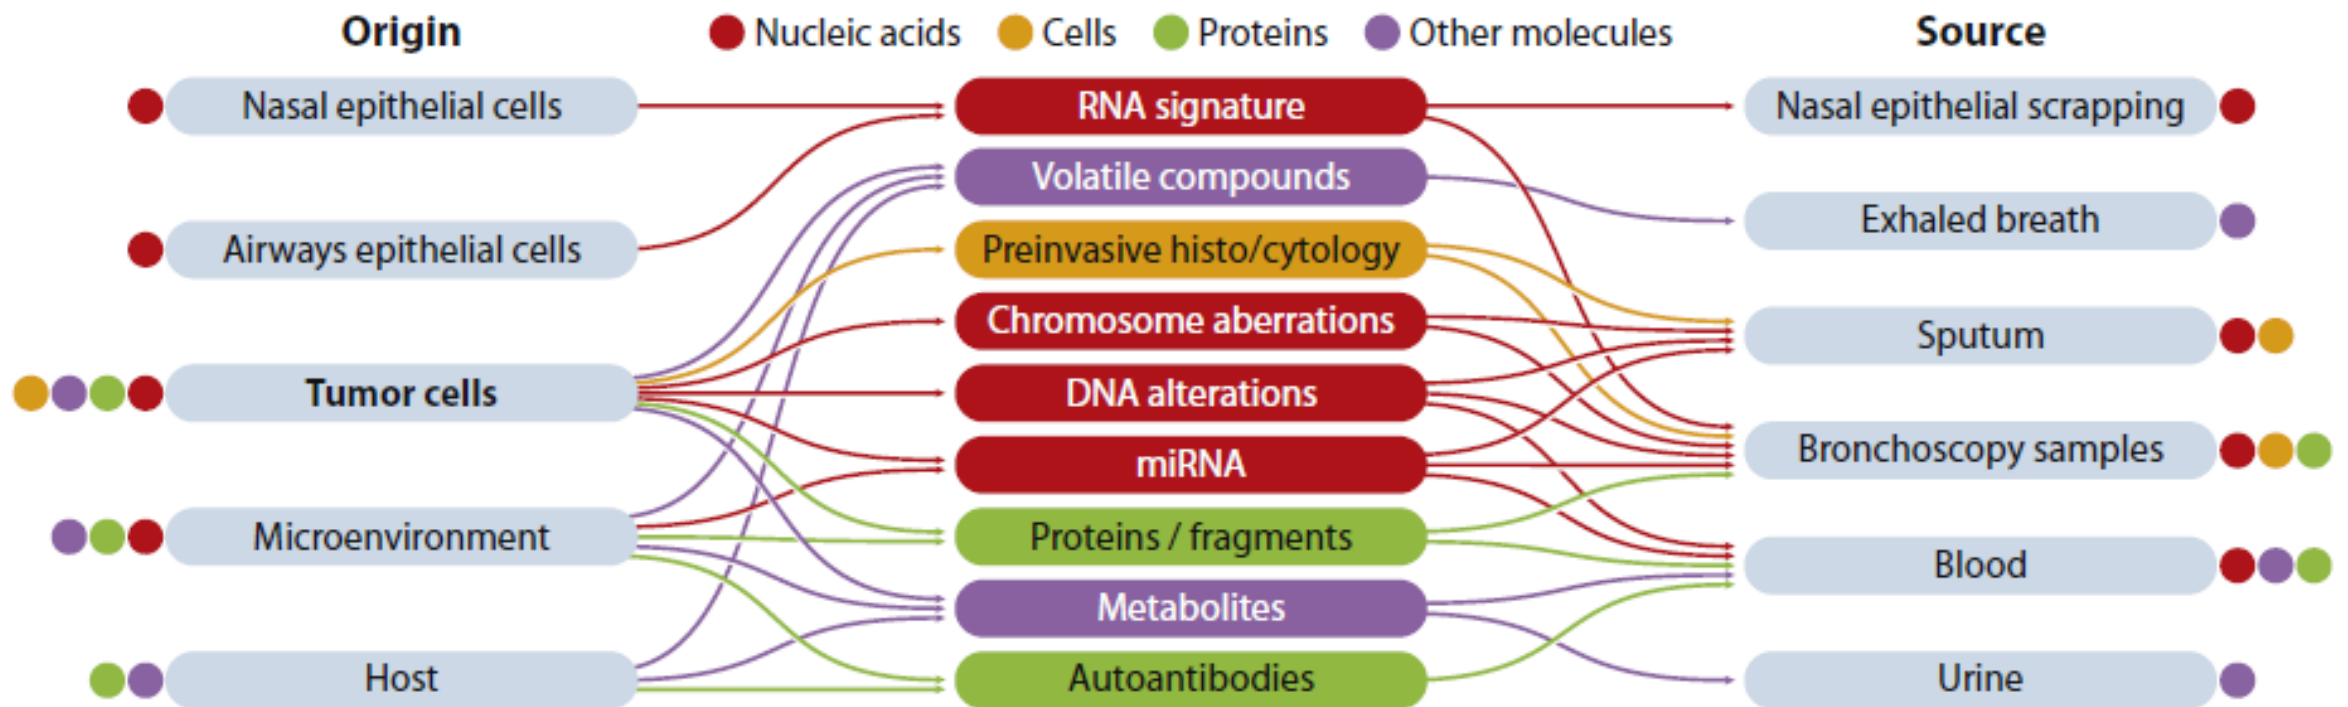 Origin
Nucleic acids
Cells
Proteins
Other molecules
Source
Nasal epithelial cells
RNA signature
Nasal epithelial scrapping
Volatile compounds
Exhaled breath
Airways epithelial cells
Preinvasive histo/cytology
Chromosome aberrations
Sputum
Tumor cells
DNA alterations
Bronchoscopy samples
miRNA
Microenvironment
Proteins / fragments
Blood
Metabolites
Host
Autoantibodies
Urine